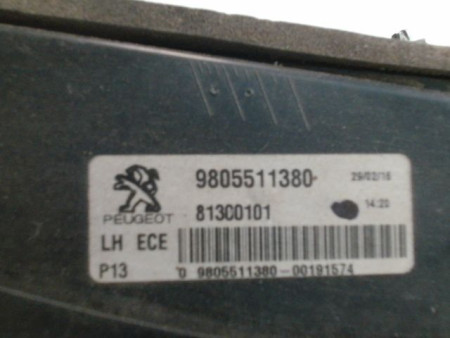 9805511380 29/02/16
PEUGEOT 81300101 14:20
LH ECE
P13 0 9805511380-00191574